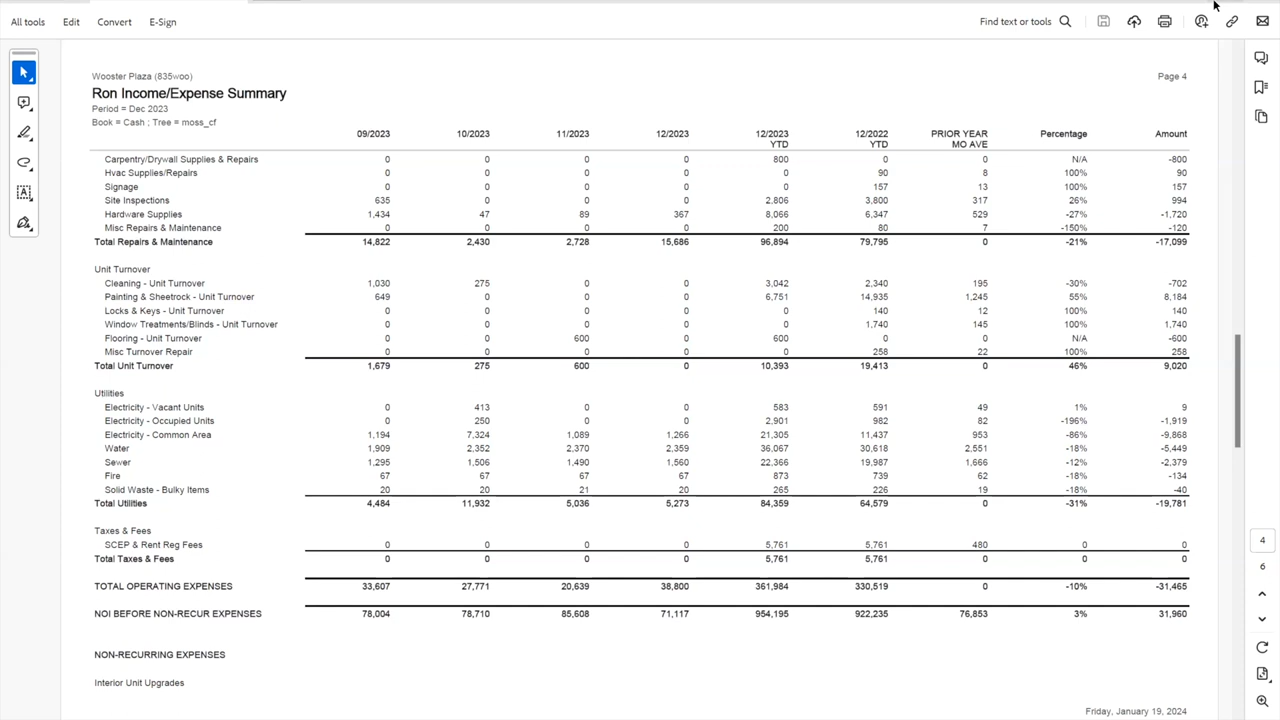 All tools Edit Convert E-Sign Find text or tools
Wooster Plaza (835woo) Page 4
Ron Income/Expense Summary
Period = Dec 2023
Book = Cash ; Tree = moss_cf
09/2023 10/2023 11/2023 12/2023 12/2023 12/2022 PRIOR YEAR Percentage Amount
YTD YTD MO AVE
Carpentry/Drywall Supplies & Repairs 0 0 0 0 800 0 0 N/A -800
Hvac Supplies/Repairs 0 0 0 0 0 90 8 100% 90
Signage 0 0 0 0 0 157 13 100% 157
Site Inspections 635 0 0 0 2,806 3,800 317 26% 994
Hardware Supplies 1,434 47 89 367 8,066 6,347 529 -27% -1,720
Misc Repairs & Maintenance 0 0 0 0 200 80 7 -150% -120
Total Repairs & Maintenance 14,822 2,430 2,728 15,686 96,894 79,795 0 -21% -17,099
Unit Turnover
Cleaning - Unit Turnover 1,030 275 0 0 3,042 2,340 195 -30% -702
Painting & Sheetrock - Unit Turnover 649 0 0 0 6,751 14,935 1,245 55% 8,184
Locks & Keys - Unit Turnover 0 0 0 0 0 140 12 100% 140
Window Treatments/Blinds - Unit Turnover 0 0 0 0 0 1,740 145 100% 1,740
Flooring - Unit Turnover 0 0 600 0 600 0 0 N/A -600
Misc Turnover Repair 0 0 0 0 0 258 22 100% 258
Total Unit Turnover 1,679 275 600 0 10,393 19,413 0 46% 9,020
Utilities
Electricity - Vacant Units 0 413 0 0 583 591 49 1% 9
Electricity - Occupied Units 0 250 0 0 2,901 982 82 -196% -1,919
Electricity - Common Area 1,194 7,324 1,089 1,266 21,305 11,437 953 -86% -9,868
Water 1,909 2,352 2,370 2,359 36,067 30,618 2,551 -18% -5,449
Sewer 1,295 1,506 1,490 1,560 22,366 19,987 1,666 -12% -2,379
Fire 67 67 67 67 873 739 62 -18% -134
Solid Waste - Bulky Items 20 20 21 20 265 226 19 -18% -40
Total Utilities 4,484 11,932 5,036 5,273 84,359 64,579 0 -31% -19,781
Taxes & Fees
SCEP & Rent Reg Fees 0 0 0 0 5,761 5,761 480 0 0
Total Taxes & Fees 0 0 0 0 5,761 5,761 0 0 0
TOTAL OPERATING EXPENSES 33,607 27,771 20,639 38,800 361,984 330,519 0 -10% -31,465
NOI BEFORE NON-RECUR EXPENSES 78,004 78,710 85,608 71,117 954,195 922,235 76,853 3% 31,960
NON-RECURRING EXPENSES
Interior Unit Upgrades
Friday, January 19, 2024
4
6